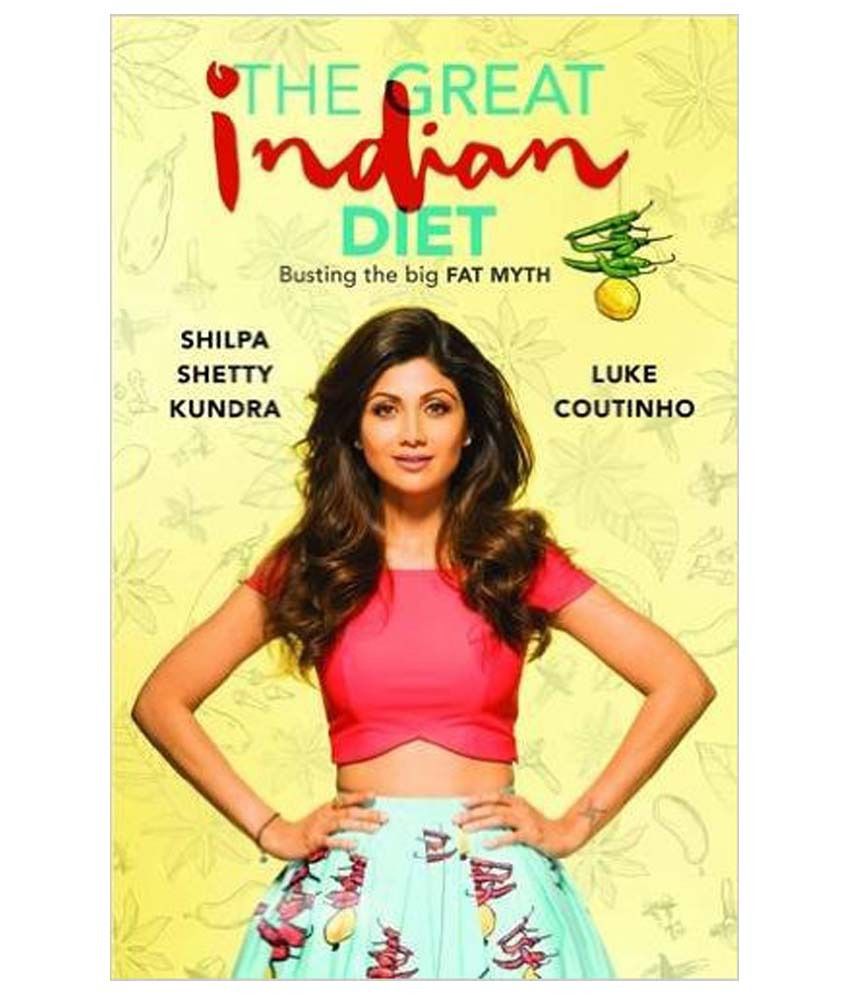 THE GREAT
indian
DIET
Busting the big FAT MYTH
SHILPA
SHETTY
KUNDRA
LUKE
COUTINHO